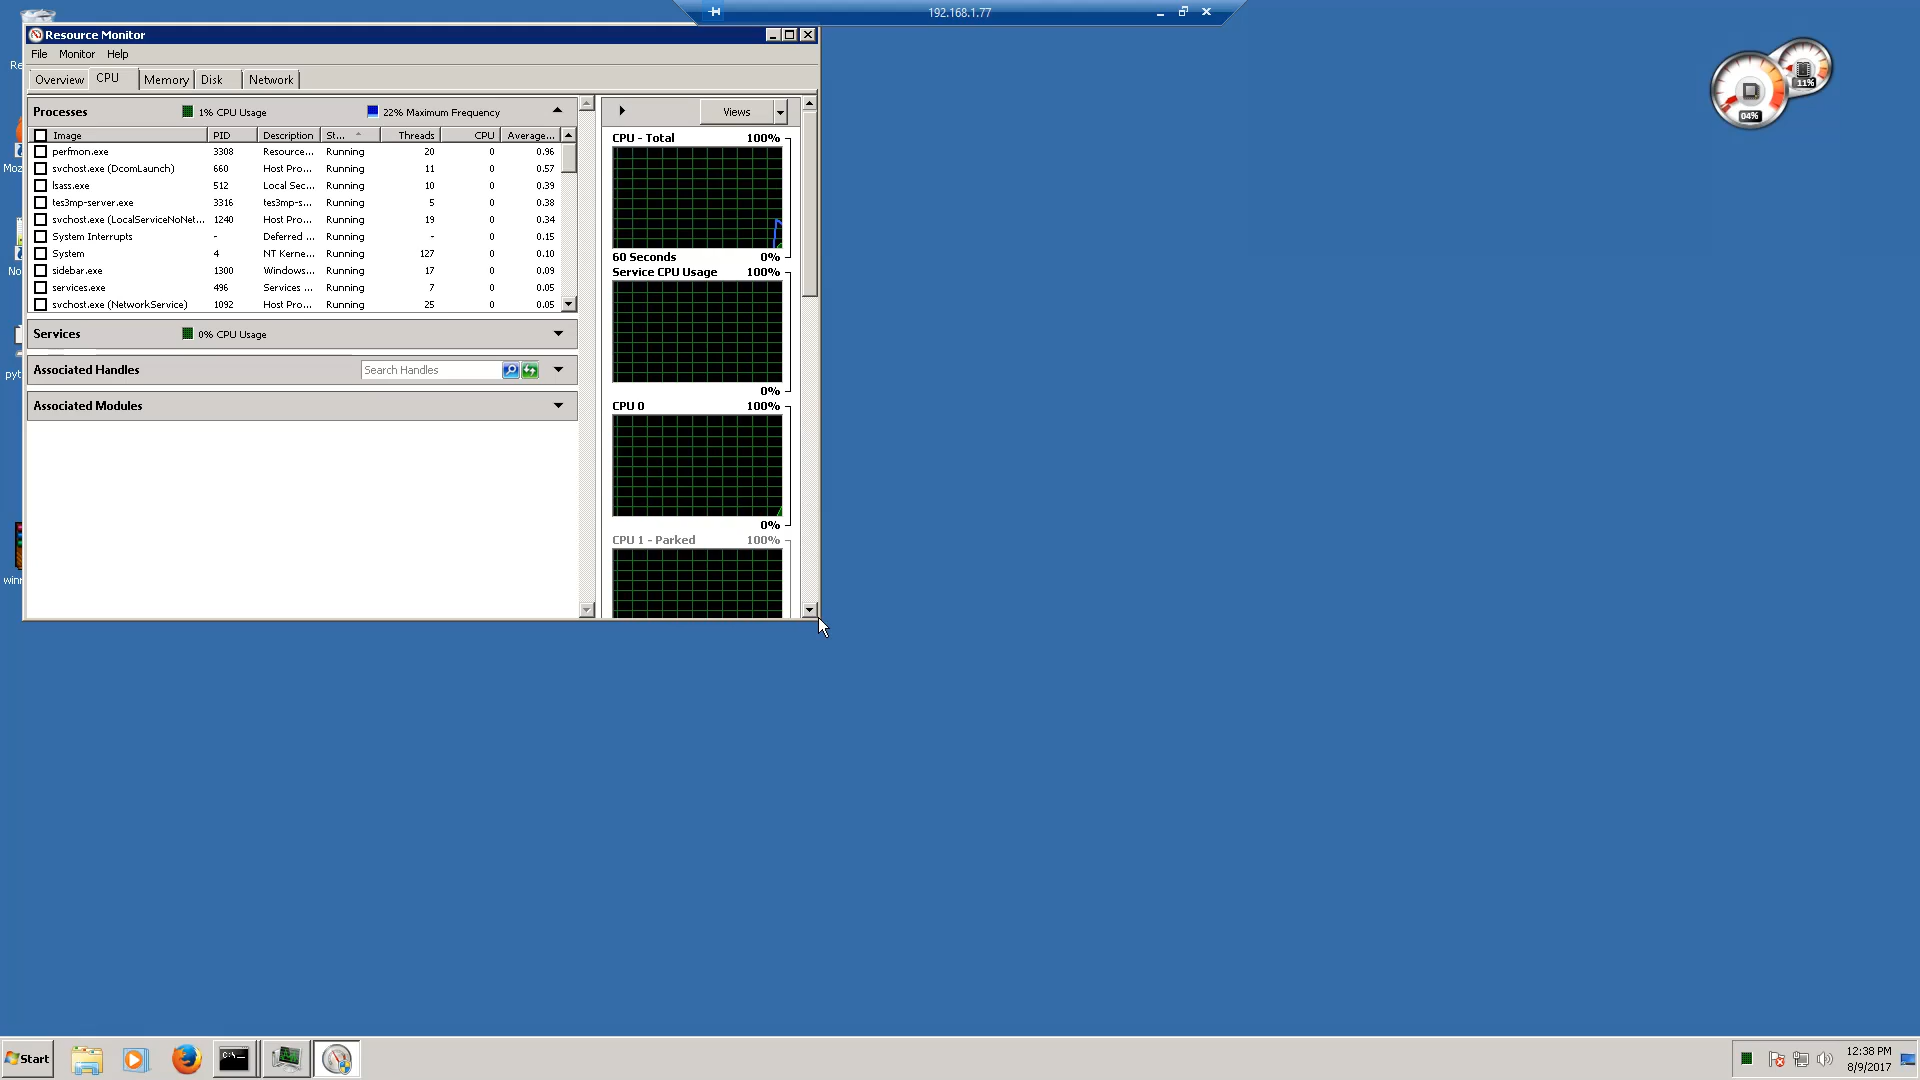 192.168.1.77
Resource Monitor
File Monitor Help
Overview CPU Memory Disk Network
Processes 1% CPU Usage 22% Maximum Frequency
Image PID Description St... Threads CPU Average...
perfmon.exe 3308 Resource... Running 20 0 0.96
svchost.exe (DcomLaunch) 660 Host Pro... Running 11 0 0.57
lsass.exe 512 Local Sec... Running 10 0 0.39
tes3mp-server.exe 3316 tes3mp-s... Running 5 0 0.38
svchost.exe (LocalServiceNoNet... 1240 Host Pro... Running 19 0 0.34
System Interrupts - Deferred ... Running - 0 0.15
System 4 NT Kerne... Running 127 0 0.10
sidebar.exe 1300 Windows... Running 17 0 0.09
services.exe 496 Services ... Running 7 0 0.05
svchost.exe (NetworkService) 1092 Host Pro... Running 25 0 0.05
Services 0% CPU Usage
Associated Handles Search Handles
Associated Modules
Views
CPU - Total 100%
60 Seconds 0%
Service CPU Usage 100%
0%
CPU 0 100%
0%
CPU 1 - Parked 100%
Re
Moz
No
pyt
winr
11%
04%
Start
C:\_
12:38 PM
8/9/2017